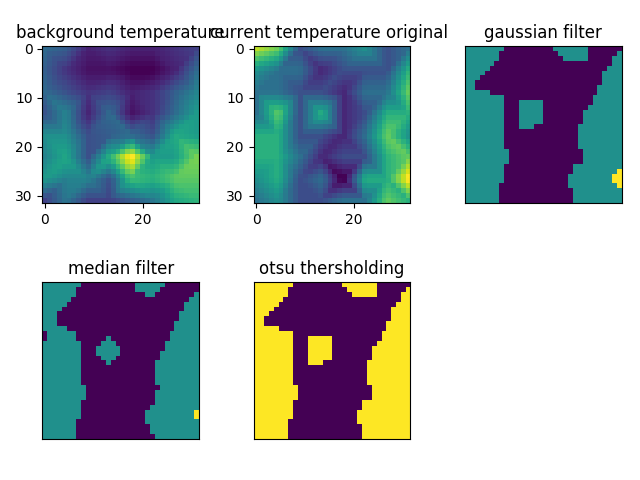 background temperature
current temperature original
gaussian filter
0
10
20
30
0
20
0
10
20
30
0
20
median filter
otsu thersholding